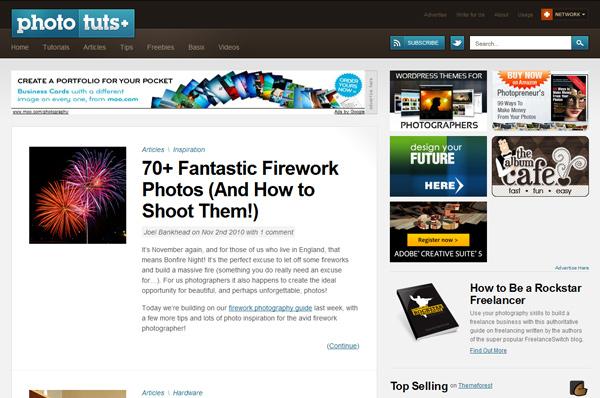 photo tuts+
Advertise Write for Us About Usage NETWORK
Home Tutorials Articles Tips Freebies Basix Videos
SUBSCRIBE
Search...
CREATE A PORTFOLIO FOR YOUR POCKET
Business Cards with a
different image on every one, from moo.com
ORDER
YOURS
NOW
www.moo.com/photography
Ads by Google
advertise here
Articles \ Inspiration
70+ Fantastic Firework
Photos (And How to
Shoot Them!)
Joel Bankhead on Nov 2nd 2010 with 1 comment
It's November again, and for those of us who live in England, that
means Bonfire Night! It's the perfect excuse to let off some fireworks
and build a massive fire (something you do really need an excuse
for…). For us photographers it also happens to create the ideal
opportunity for beautiful, and perhaps unforgettable, photos!
Today we're building on our firework photography guide last week, with
a few more tips and lots of photo inspiration for the avid firework
photographer!
(Continue)
Articles \ Hardware
WORDPRESS THEMES FOR
PHOTOGRAPHERS
BUY NOW
on Amazon
Photopreneur's
99 Ways To
Make Money
From Your
Photos
design your
FUTURE
HERE
the album
cafe
fast · fun · easy
Register now >
ADOBE® CREATIVE SUITE® 5
Advertise Here
ROCKSTAR
How to Be a Rockstar
Freelancer
Use your photography skills to build a
freelance business with this authoritative
guide on freelancing written by the authors
of the super popular FreelanceSwitch blog.
Find Out More
Top Selling on Themeforest